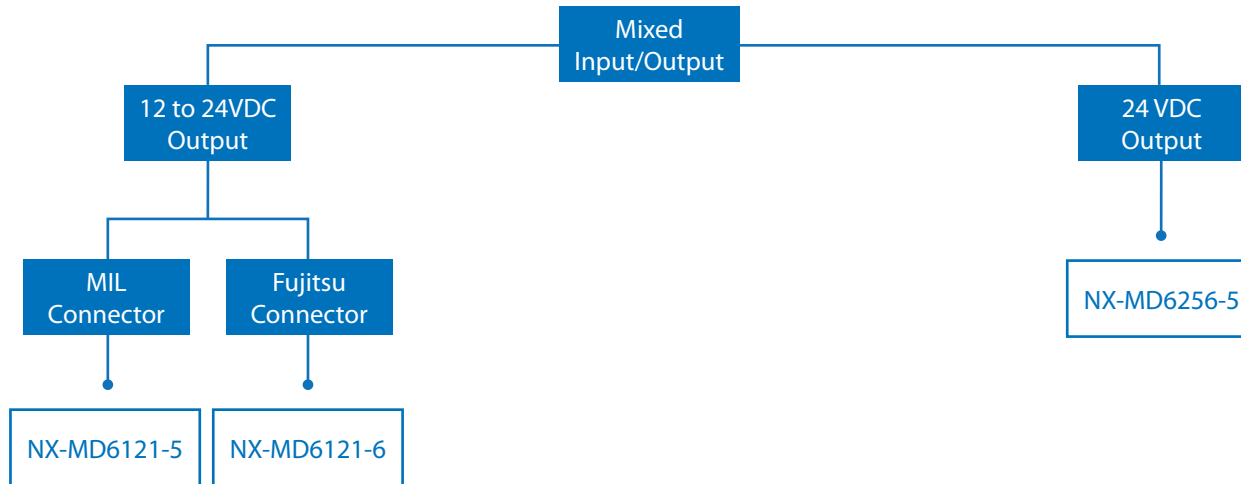 Mixed
Input/Output
12 to 24VDC
Output
24 VDC
Output
MIL
Connector
Fujitsu
Connector
NX-MD6256-5
NX-MD6121-5
NX-MD6121-6